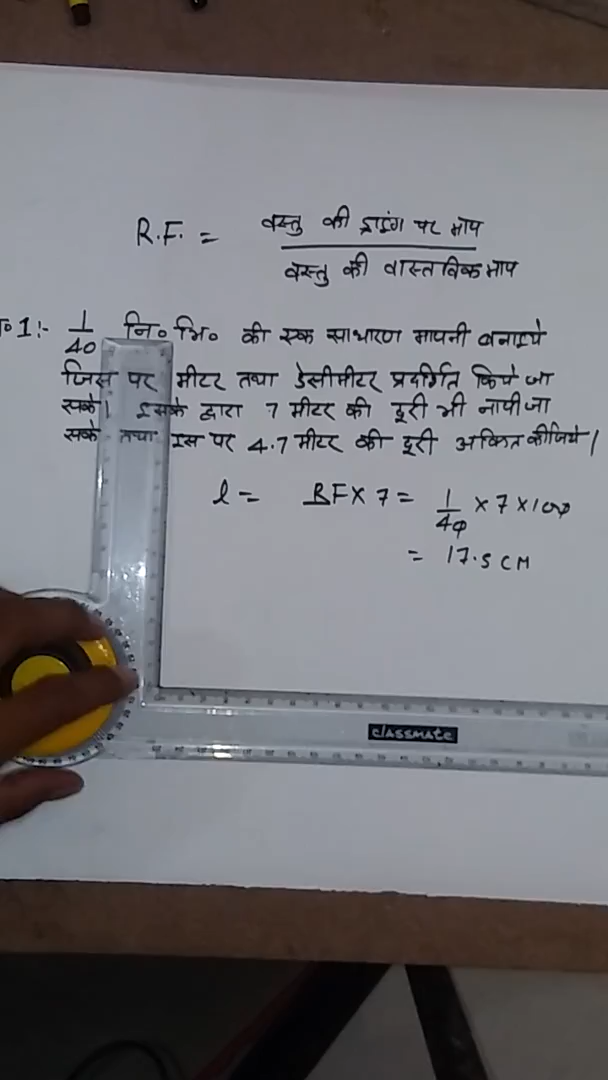 R.F. = वस्तु की ड्राइंग पर माप / वस्तु की वास्तविक माप
1:- 1/40 नि० भि० की एक साधारण मापनी बनाइये
जिस पर मीटर तथा डेसीमीटर प्रदर्शित किये जा
सके। इसके द्वारा 7 मीटर की दूरी भी नापी जा
सके तथा इस पर 4.7 मीटर की दूरी अंकित कीजिये।
l = RF x 7 = 1/40 x 7 x 100
= 17.5 CM
CLASSMATE